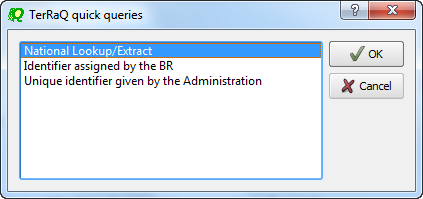 TerRaQ quick queries
National Lookup/Extract
Identifier assigned by the BR
Unique identifier given by the Administration
OK
Cancel